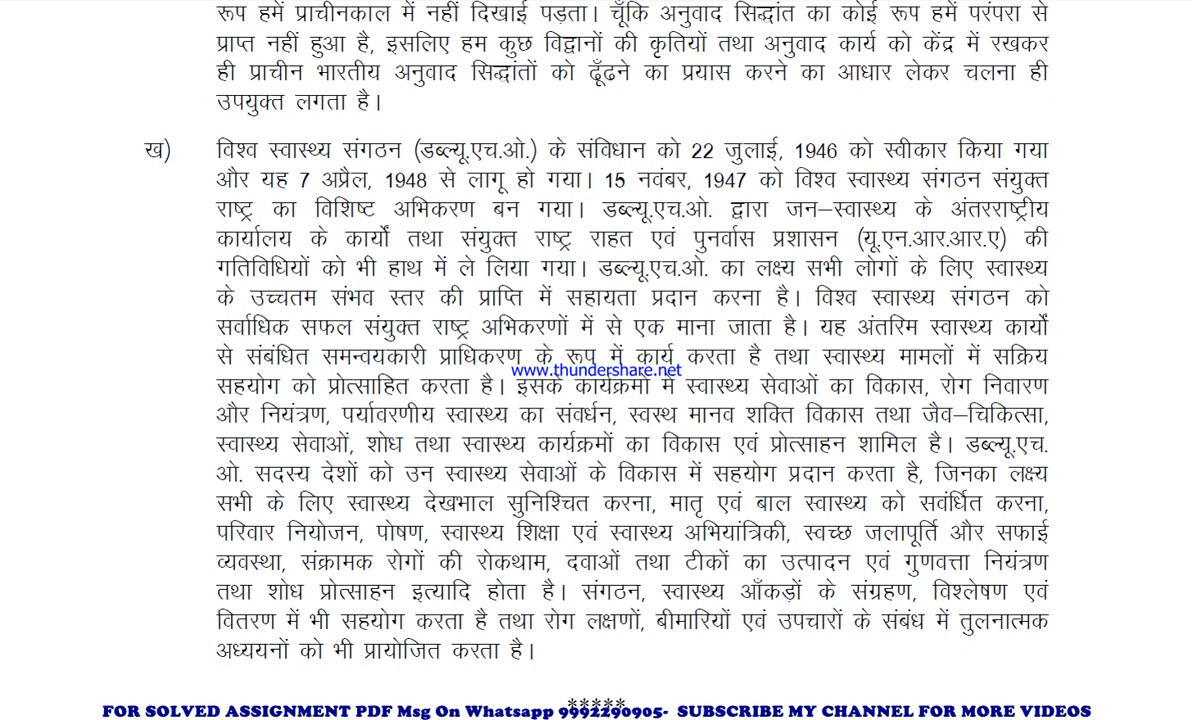 रूप हमें प्राचीनकाल में नहीं दिखाई पड़ता। चूँकि अनुवाद सिद्धांत का कोई रूप हमें परंपरा से
प्राप्त नहीं हुआ है, इसलिए हम कुछ विद्वानों की कृतियों तथा अनुवाद कार्य को केंद्र में रखकर
ही प्राचीन भारतीय अनुवाद सिद्धांतों को ढूँढने का प्रयास करने का आधार लेकर चलना ही
उपयुक्त लगता है।
ख) विश्व स्वास्थ्य संगठन (डब्ल्यू.एच.ओ.) के संविधान को 22 जुलाई, 1946 को स्वीकार किया गया
और यह 7 अप्रैल, 1948 से लागू हो गया। 15 नवंबर, 1947 को विश्व स्वास्थ्य संगठन संयुक्त
राष्ट्र का विशिष्ट अभिकरण बन गया। डब्ल्यू.एच.ओ. द्वारा जन–स्वास्थ्य के अंतरराष्ट्रीय
कार्यालय के कार्यों तथा संयुक्त राष्ट्र राहत एवं पुनर्वास प्रशासन (यू.एन.आर.आर.ए) की
गतिविधियों को भी हाथ में ले लिया गया। डब्ल्यू.एच.ओ. का लक्ष्य सभी लोगों के लिए स्वास्थ्य
के उच्चतम संभव स्तर की प्राप्ति में सहायता प्रदान करना है। विश्व स्वास्थ्य संगठन को
सर्वाधिक सफल संयुक्त राष्ट्र अभिकरणों में से एक माना जाता है। यह अंतरिम स्वास्थ्य कार्यों
से संबंधित समन्वयकारी प्राधिकरण के रूप में कार्य करता है तथा स्वास्थ्य मामलों में सक्रिय
www.thundershare.net
सहयोग को प्रोत्साहित करता है। इसके कार्यक्रमों में स्वास्थ्य सेवाओं का विकास, रोग निवारण
और नियंत्रण, पर्यावरणीय स्वास्थ्य का संवर्धन, स्वस्थ मानव शक्ति विकास तथा जैव–चिकित्सा,
स्वास्थ्य सेवाओं, शोध तथा स्वास्थ्य कार्यक्रमों का विकास एवं प्रोत्साहन शामिल है। डब्ल्यू.एच.
ओ. सदस्य देशों को उन स्वास्थ्य सेवाओं के विकास में सहयोग प्रदान करता है, जिनका लक्ष्य
सभी के लिए स्वास्थ्य देखभाल सुनिश्चित करना, मातृ एवं बाल स्वास्थ्य को सवंर्धित करना,
परिवार नियोजन, पोषण, स्वास्थ्य शिक्षा एवं स्वास्थ्य अभियांत्रिकी, स्वच्छ जलापूर्ति और सफाई
व्यवस्था, संक्रामक रोगों की रोकथाम, दवाओं तथा टीकों का उत्पादन एवं गुणवत्ता नियंत्रण
तथा शोध प्रोत्साहन इत्यादि होता है। संगठन, स्वास्थ्य आँकड़ों के संग्रहण, विश्लेषण एवं
वितरण में भी सहयोग करता है तथा रोग लक्षणों, बीमारियों एवं उपचारों के संबंध में तुलनात्मक
अध्ययनों को भी प्रायोजित करता है।
*****
FOR SOLVED ASSIGNMENT PDF Msg On Whatsapp 9992290905- SUBSCRIBE MY CHANNEL FOR MORE VIDEOS